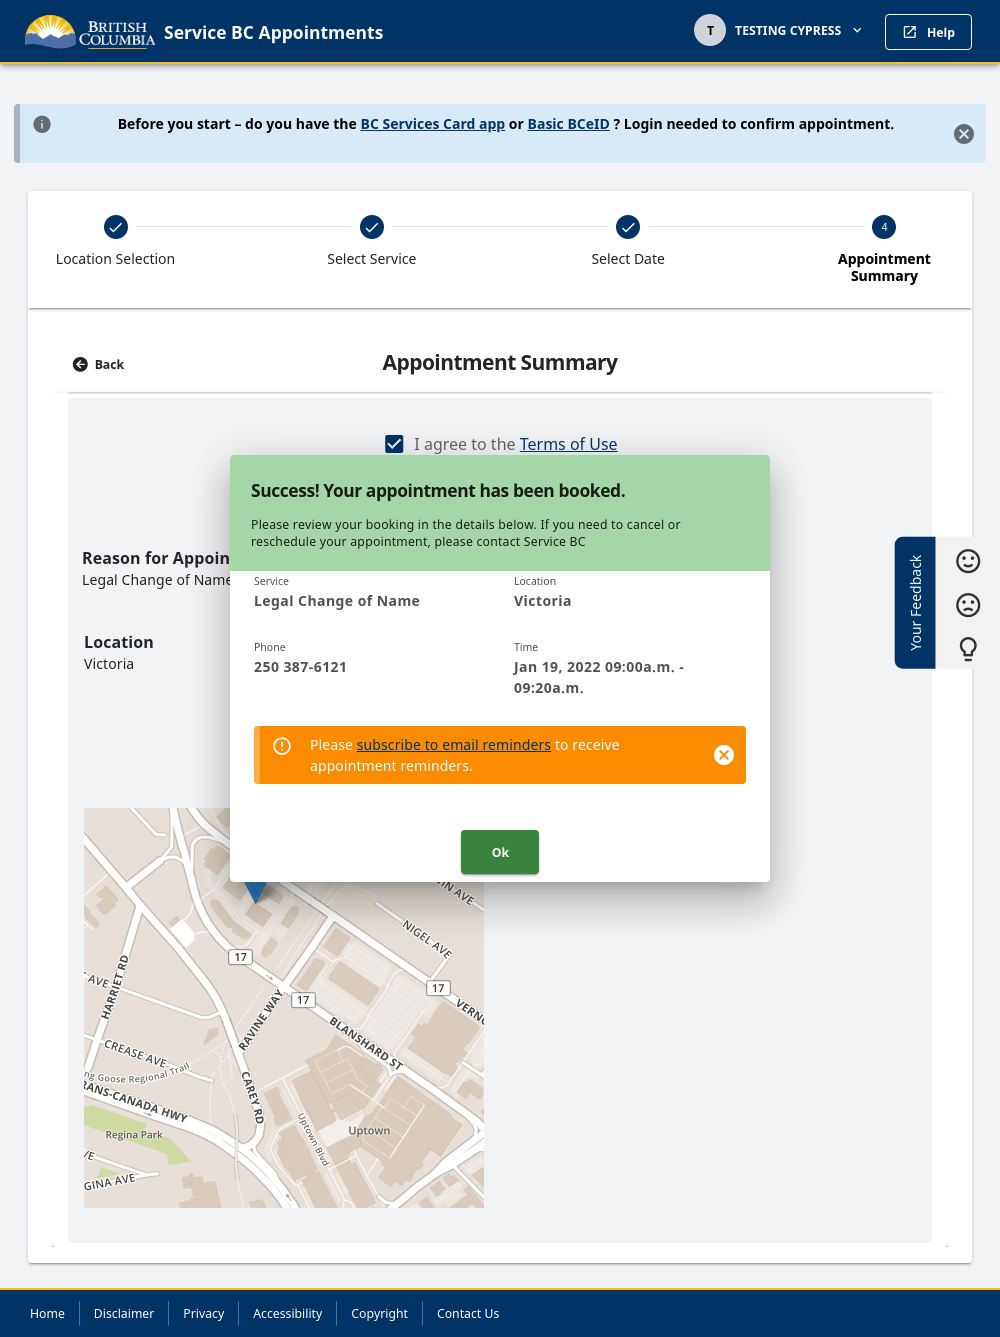 BRITISH
COLUMBIA
Service BC Appointments
T
TESTING CYPRESS
Help
Before you start – do you have the BC Services Card app or Basic BCeID ? Login needed to confirm appointment.
Location Selection
Select Service
Select Date
4
Appointment
Summary
Back
Appointment Summary
I agree to the Terms of Use
Success! Your appointment has been booked.
Please review your booking in the details below. If you need to cancel or
reschedule your appointment, please contact Service BC
Reason for Appoin
Legal Change of Name
Location
Victoria
Service
Legal Change of Name
Location
Victoria
Phone
250 387-6121
Time
Jan 19, 2022 09:00a.m. -
09:20a.m.
Please subscribe to email reminders to receive
appointment reminders.
Ok
Your Feedback
IN AVE
NIGEL AVE
17
17
17
AVE
HARRIET RD
RAVINE WAY
VERNO
BLANSHARD ST
CREASE AVE
ng Goose Regional Trail
RANS-CANADA HWY
CAREY RD
Regina Park
Uptown Blvd
Uptown
VE
GINA AVE
Home
Disclaimer
Privacy
Accessibility
Copyright
Contact Us